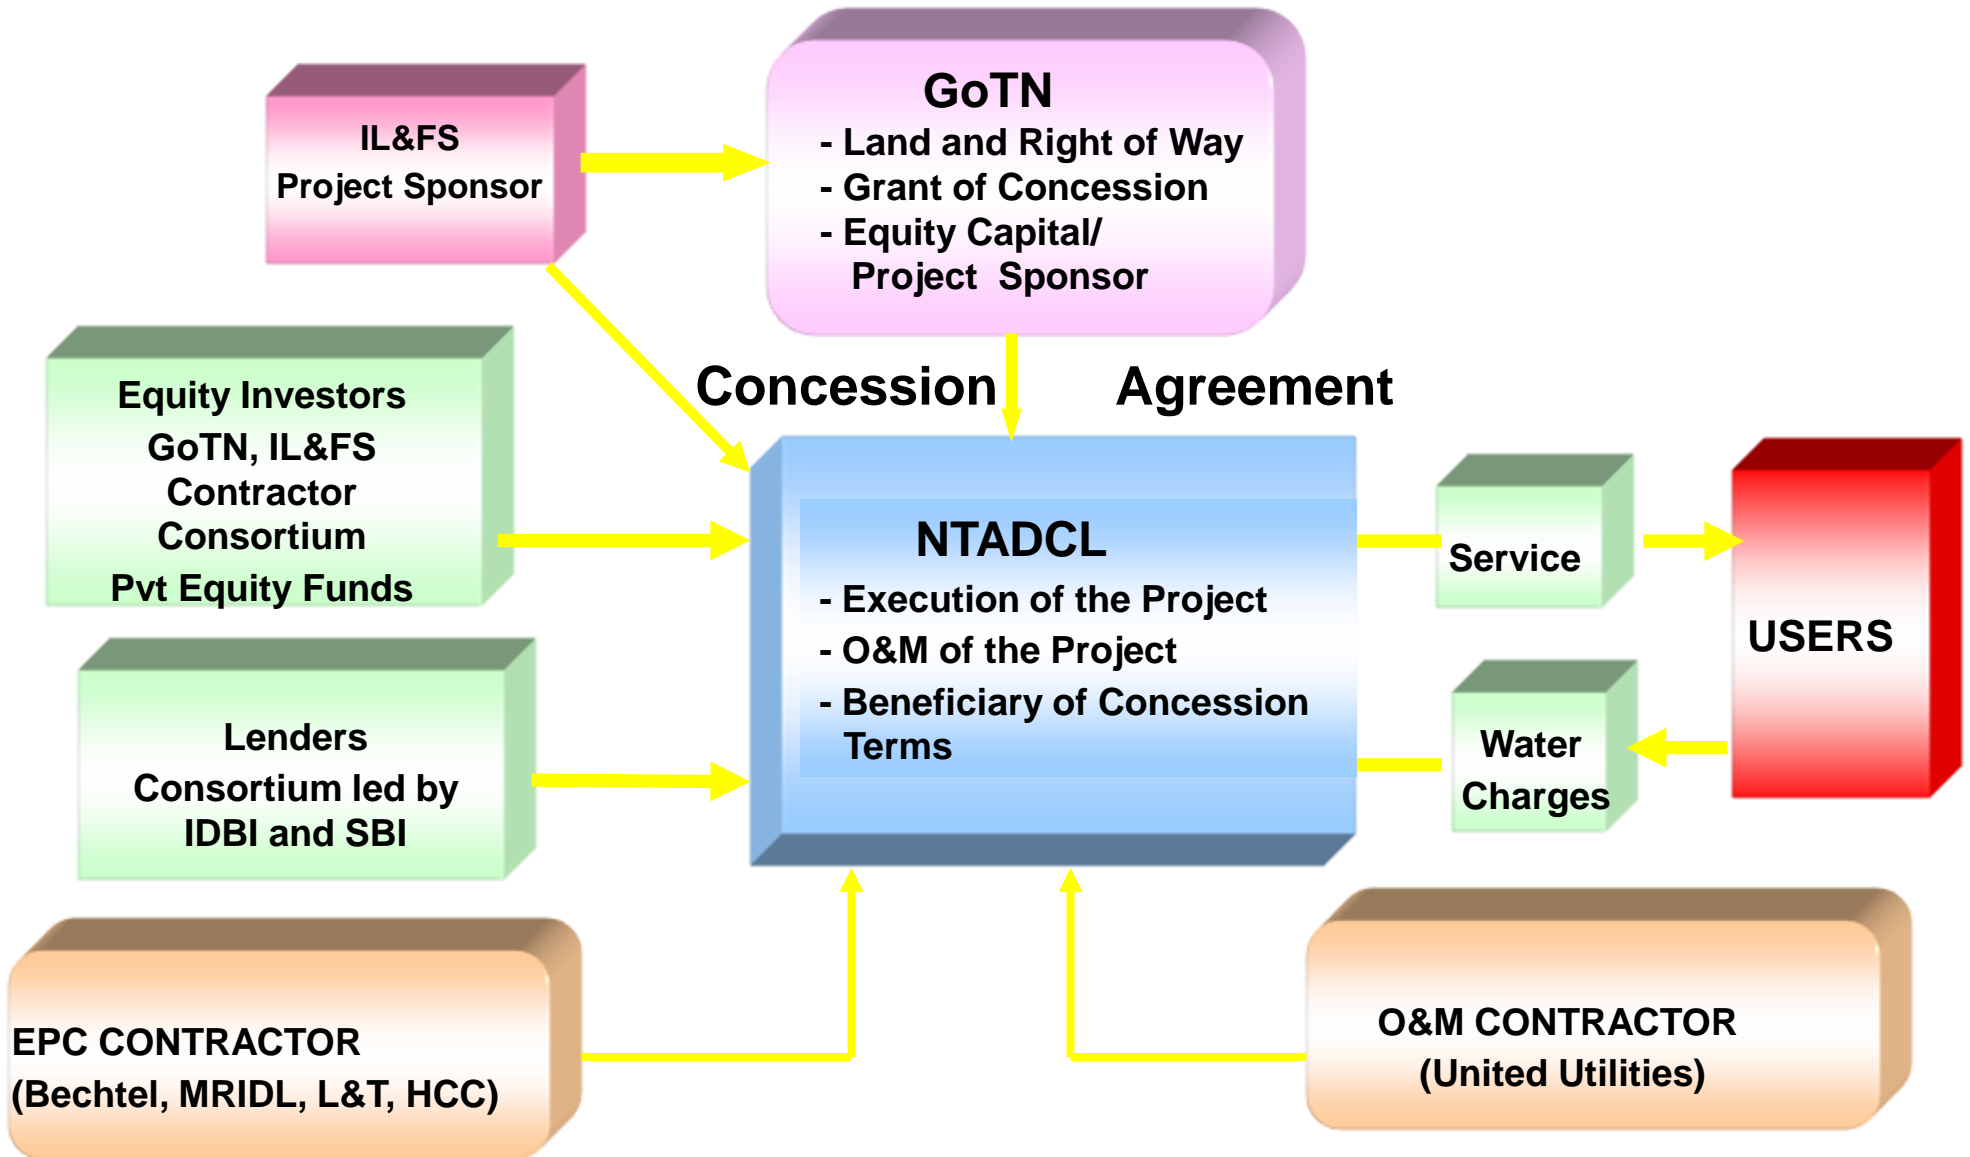 IL&FS
Project Sponsor
GoTN
- Land and Right of Way
- Grant of Concession
- Equity Capital/
Project Sponsor
Concession Agreement
Equity Investors
GoTN, IL&FS
Contractor
Consortium
Pvt Equity Funds
NTADCL
- Execution of the Project
- O&M of the Project
- Beneficiary of Concession
Terms
Service
USERS
Water
Charges
Lenders
Consortium led by
IDBI and SBI
EPC CONTRACTOR
(Bechtel, MRIDL, L&T, HCC)
O&M CONTRACTOR
(United Utilities)